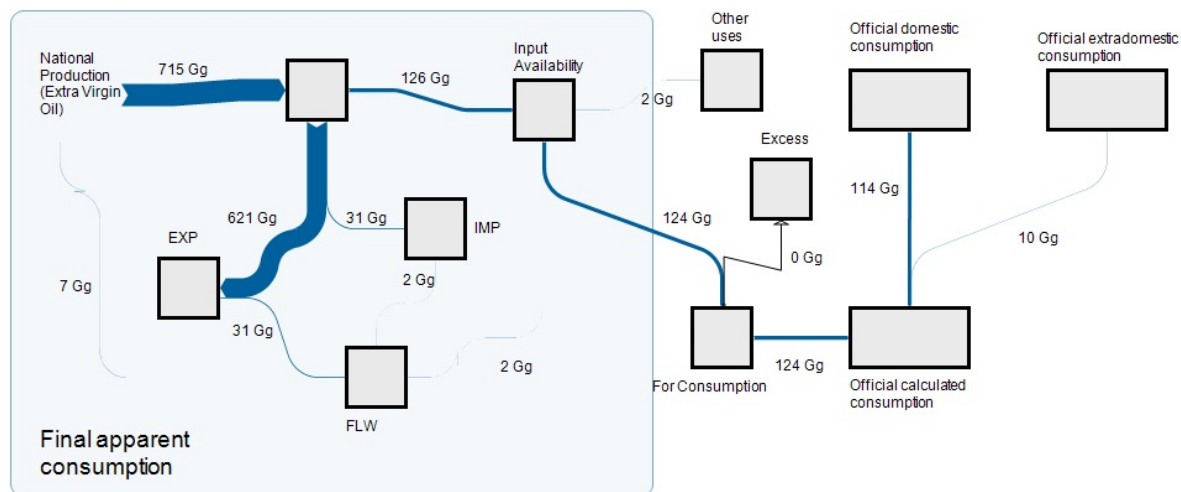 National
Production
(Extra Virgin
Oil)
715 Gg
126 Gg
Input
Availability
Other
uses
2 Gg
Official domestic
consumption
Official extradomestic
consumption
Excess
621 Gg
31 Gg
IMP
EXP
124 Gg
114 Gg
10 Gg
0 Gg
7 Gg
2 Gg
31 Gg
2 Gg
FLW
For Consumption
124 Gg
Official calculated
consumption
Final apparent
consumption